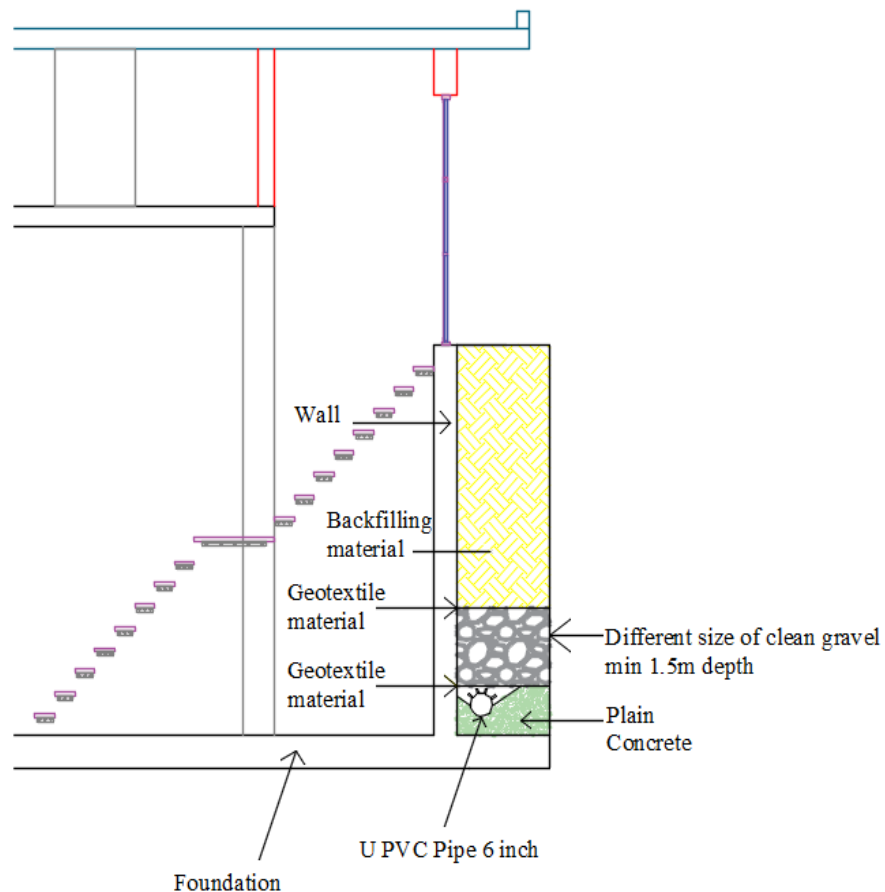 Wall
Backfilling
material
Geotextile
material
Different size of clean gravel
min 1.5m depth
Geotextile
material
Plain
Concrete
U PVC Pipe 6 inch
Foundation